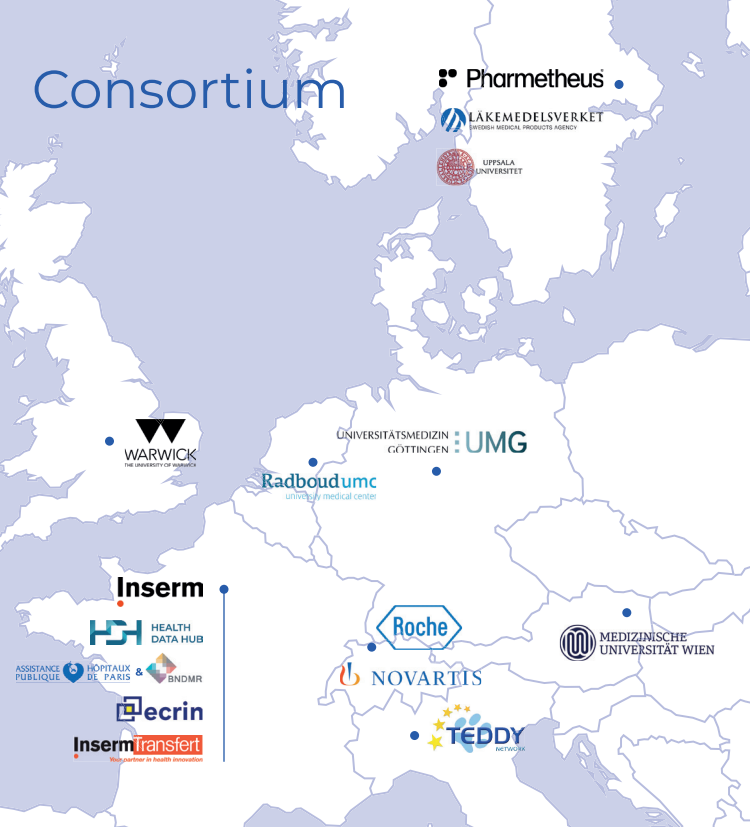 Consortium
Pharmetheus
LÄKEMEDELSVERKET
SWEDISH MEDICAL PRODUCTS AGENCY
UPPSALA
UNIVERSITET
WARWICK
THE UNIVERSITY OF WARWICK
UNIVERSITÄTSMEDIZIN
GÖTTINGEN
UMG
Radboudumc
university medical center
Inserm
HEALTH
DATA HUB
ASSISTANCE
PUBLIQUE
HÔPITAUX
DE PARIS
&
BNDMR
ecrin
InsermTransfert
Your partner in health innovation
Roche
NOVARTIS
MEDIZINISCHE
UNIVERSITÄT WIEN
TEDDY
NETWORK